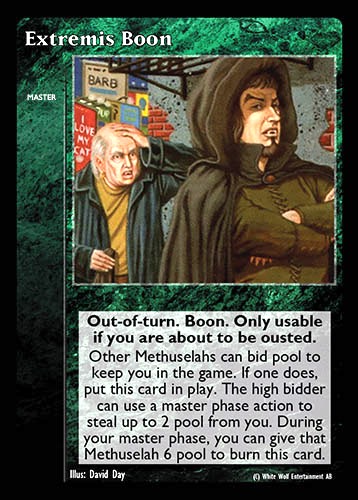 Extremis Boon
MASTER
BARB
I
LOVE
MY
CAT
Out-of-turn. Boon. Only usable
if you are about to be ousted.
Other Methuselahs can bid pool to
keep you in the game. If one does,
put this card in play. The high bidder
can use a master phase action to
steal up to 2 pool from you. During
your master phase, you can give that
Methuselah 6 pool to burn this card.
Illus: David Day
(C) White Wolf Entertainment AB